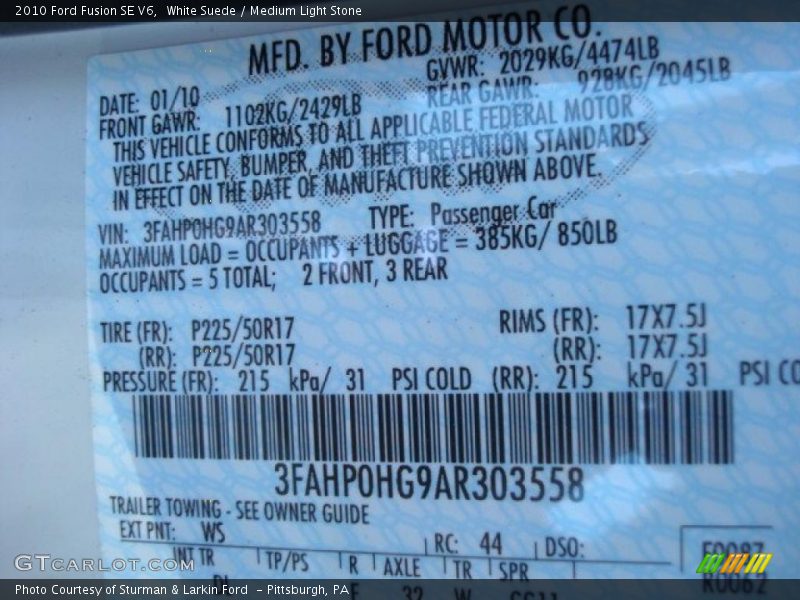 2010 Ford Fusion SE V6,  White Suede / Medium Light Stone
MFD. BY FORD MOTOR CO.
DATE: 01/10 GVWR: 2029KG/4474LB
FRONT GAWR: 1102KG/2429LB REAR GAWR: 928KG/2045LB
THIS VEHICLE CONFORMS TO ALL APPLICABLE FEDERAL MOTOR
VEHICLE SAFETY, BUMPER, AND THEFT PREVENTION STANDARDS
IN EFFECT ON THE DATE OF MANUFACTURE SHOWN ABOVE.
VIN: 3FAHP0HG9AR303558 TYPE: Passenger Car
MAXIMUM LOAD = OCCUPANTS + LUGGAGE = 385KG/ 850LB
OCCUPANTS = 5 TOTAL; 2 FRONT, 3 REAR
TIRE (FR): P225/50R17 RIMS (FR): 17X7.5J
(RR): P225/50R17 (RR): 17X7.5J
PRESSURE (FR): 215 kPa/ 31 PSI COLD (RR): 215 kPa/ 31 PSI CO
3FAHP0HG9AR303558
TRAILER TOWING - SEE OWNER GUIDE
EXT PNT: WS RC: 44 DSO:
INT TR TP/PS R AXLE TR SPR
32 W
GTcarlot.com
Photo Courtesy of Sturman & Larkin Ford  - Pittsburgh, PA